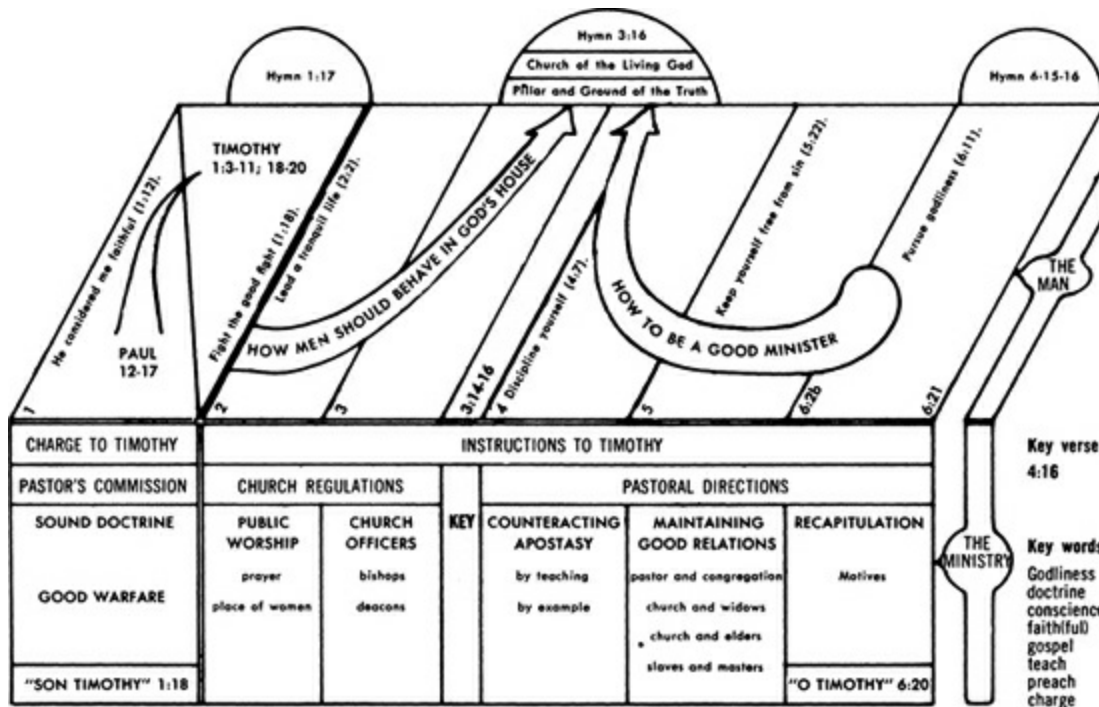 Hymn 1:17
Hymn 3:16
Church of the Living God
Pillar and Ground of the Truth
Hymn 6-15-16
TIMOTHY
1:3-11; 18-20
PAUL
12-17
He considered me faithful (1:12).
Fight the good fight (1:18).
Lead a tranquil life (2:2).
HOW MEN SHOULD BEHAVE IN GOD'S HOUSE
Discipline yourself (4:7).
HOW TO BE A GOOD MINISTER
Keep yourself free from sin (5:22).
Pursue godliness (6:11).
THE
MAN
1
2
3
3:14-16
4
5
6:2b
6:21
CHARGE TO TIMOTHY
INSTRUCTIONS TO TIMOTHY
PASTOR'S COMMISSION
CHURCH REGULATIONS
PASTORAL DIRECTIONS
SOUND DOCTRINE
GOOD WARFARE
"SON TIMOTHY" 1:18
PUBLIC
WORSHIP
prayer
place of women
CHURCH
OFFICERS
bishops
deacons
KEY
COUNTERACTING
APOSTASY
by teaching
by example
MAINTAINING
GOOD RELATIONS
pastor and congregation
church and widows
church and elders
slaves and masters
RECAPITULATION
Motives
"O TIMOTHY" 6:20
THE
MINISTRY
Key verse
4:16
Key words
Godliness
doctrine
conscience
faith(ful)
gospel
teach
preach
charge